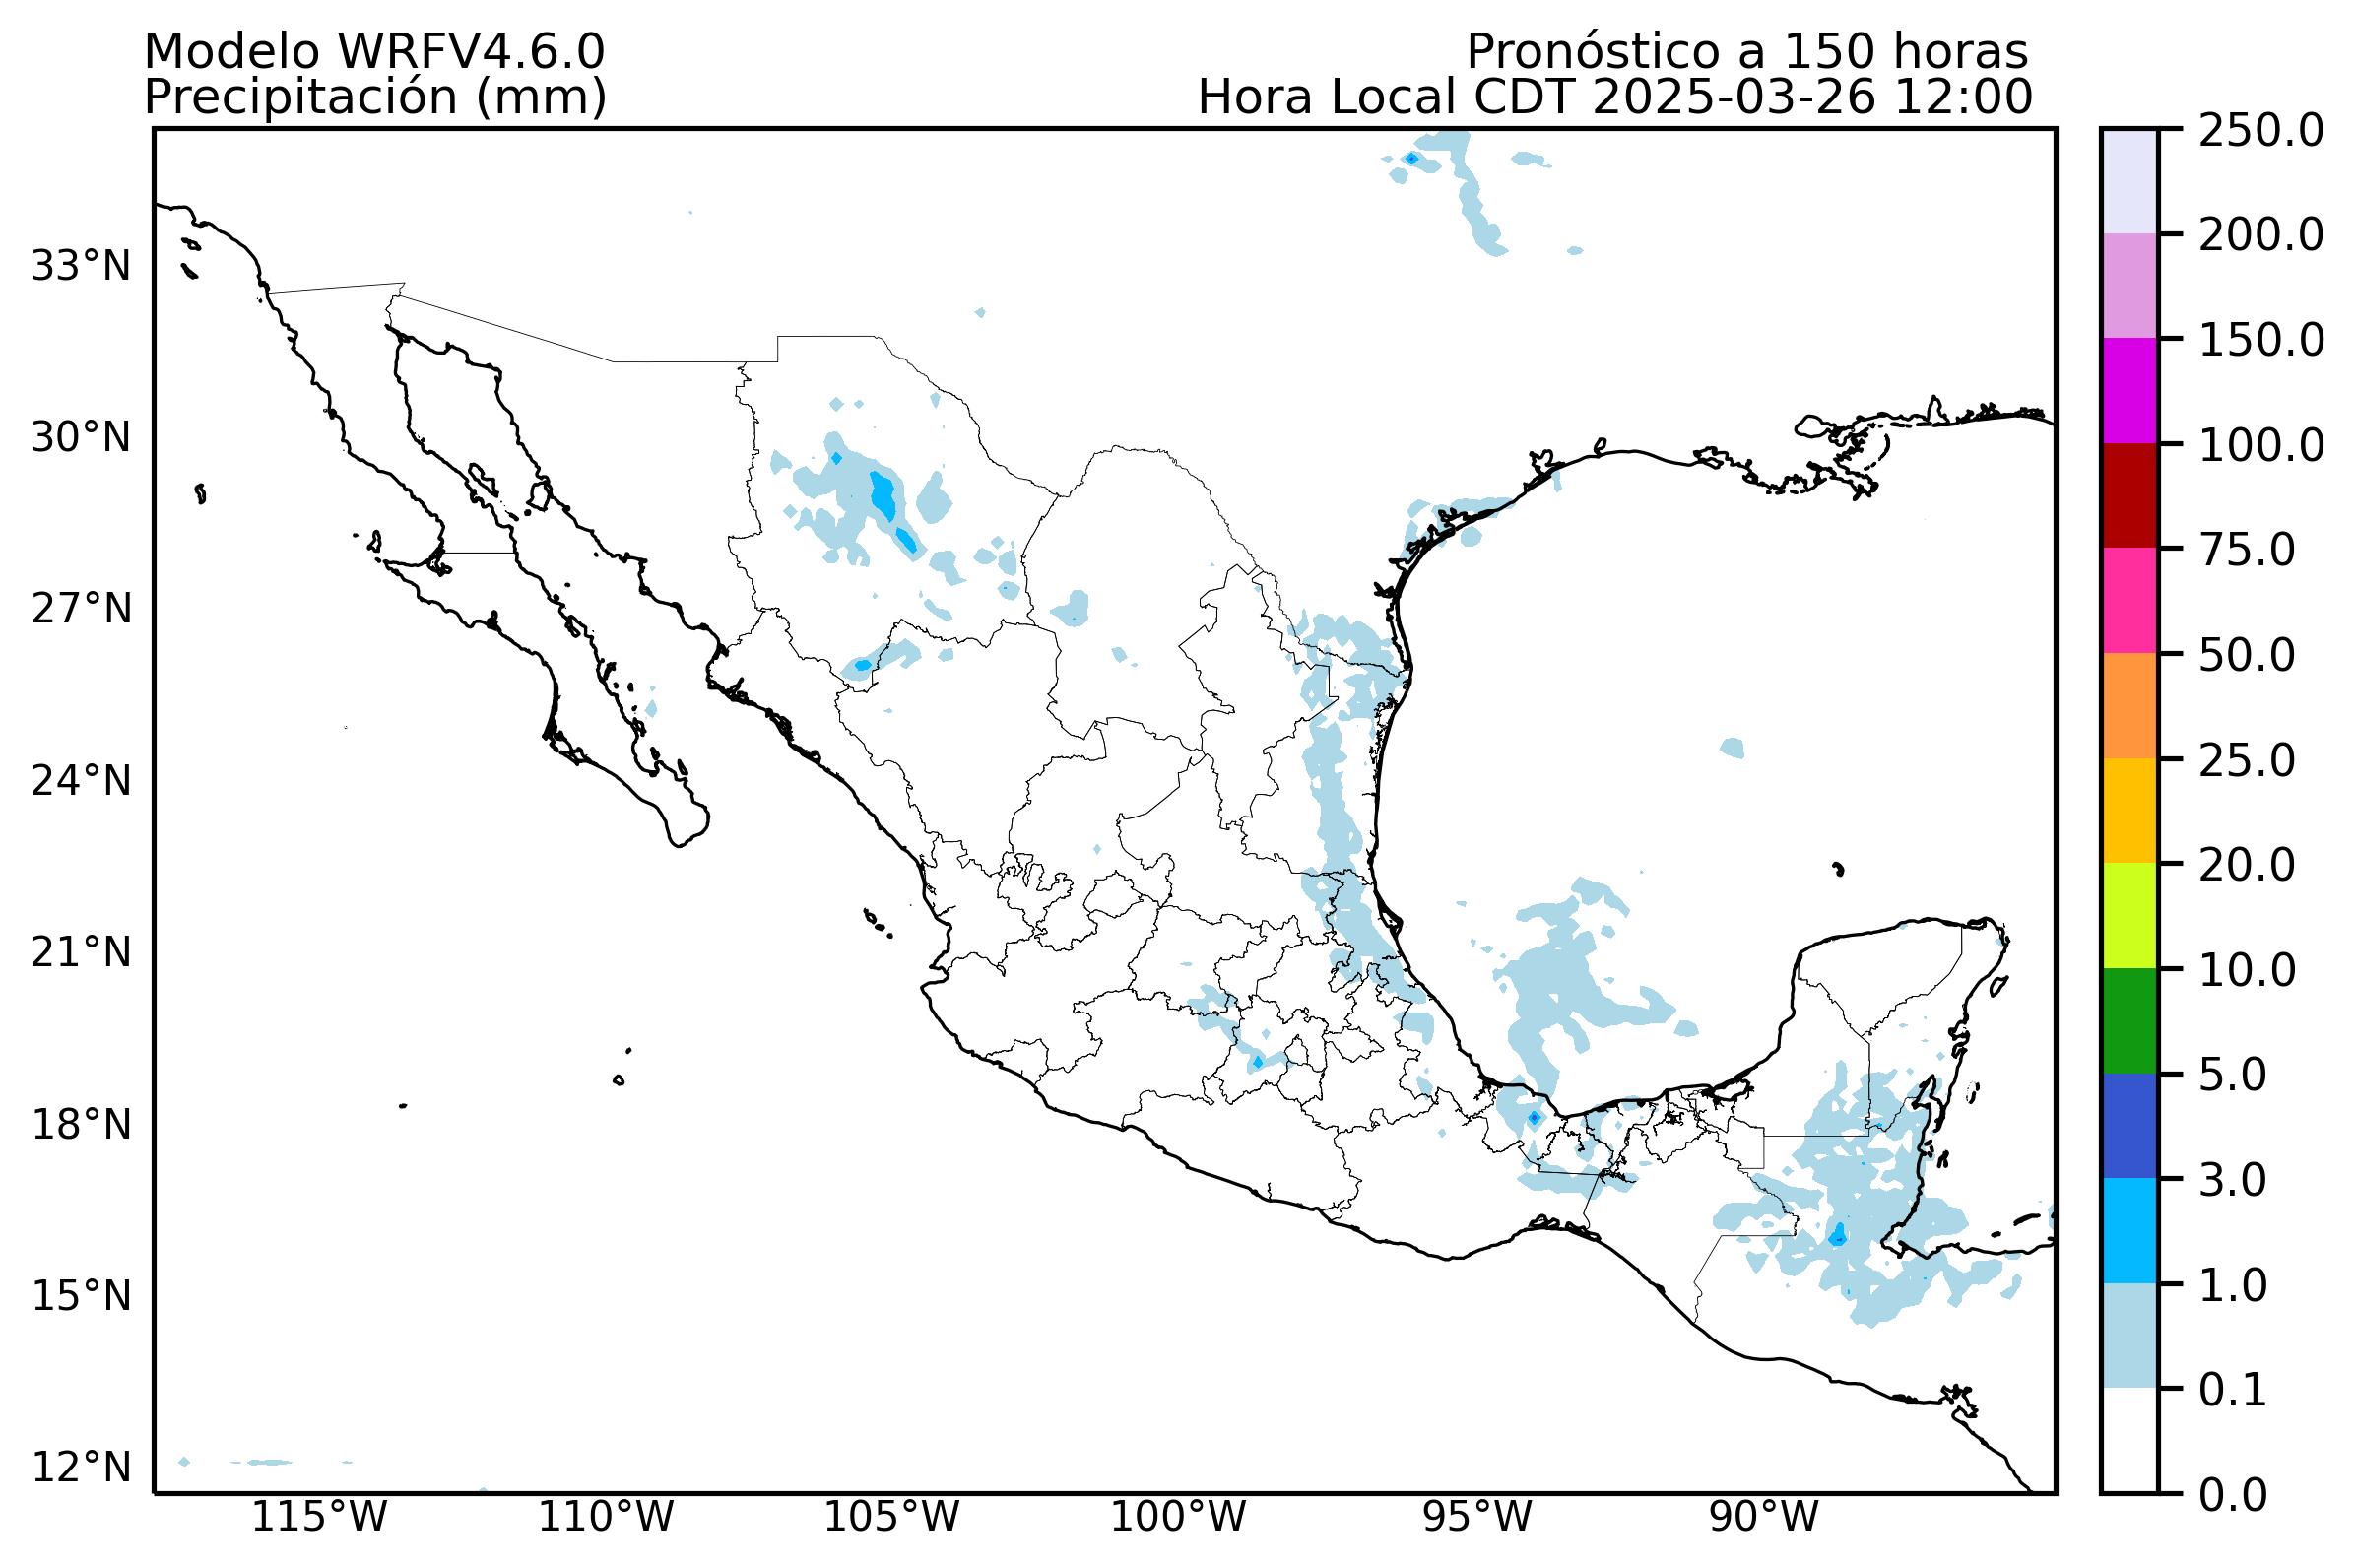 Modelo WRFV4.6.0
Pronóstico a 150 horas
Precipitación (mm)
Hora Local CDT 2025-03-26 12:00
33°N
30°N
27°N
24°N
21°N
18°N
15°N
12°N
115°W
110°W
105°W
100°W
95°W
90°W
250.0
200.0
150.0
100.0
75.0
50.0
25.0
20.0
10.0
5.0
3.0
1.0
0.1
0.0